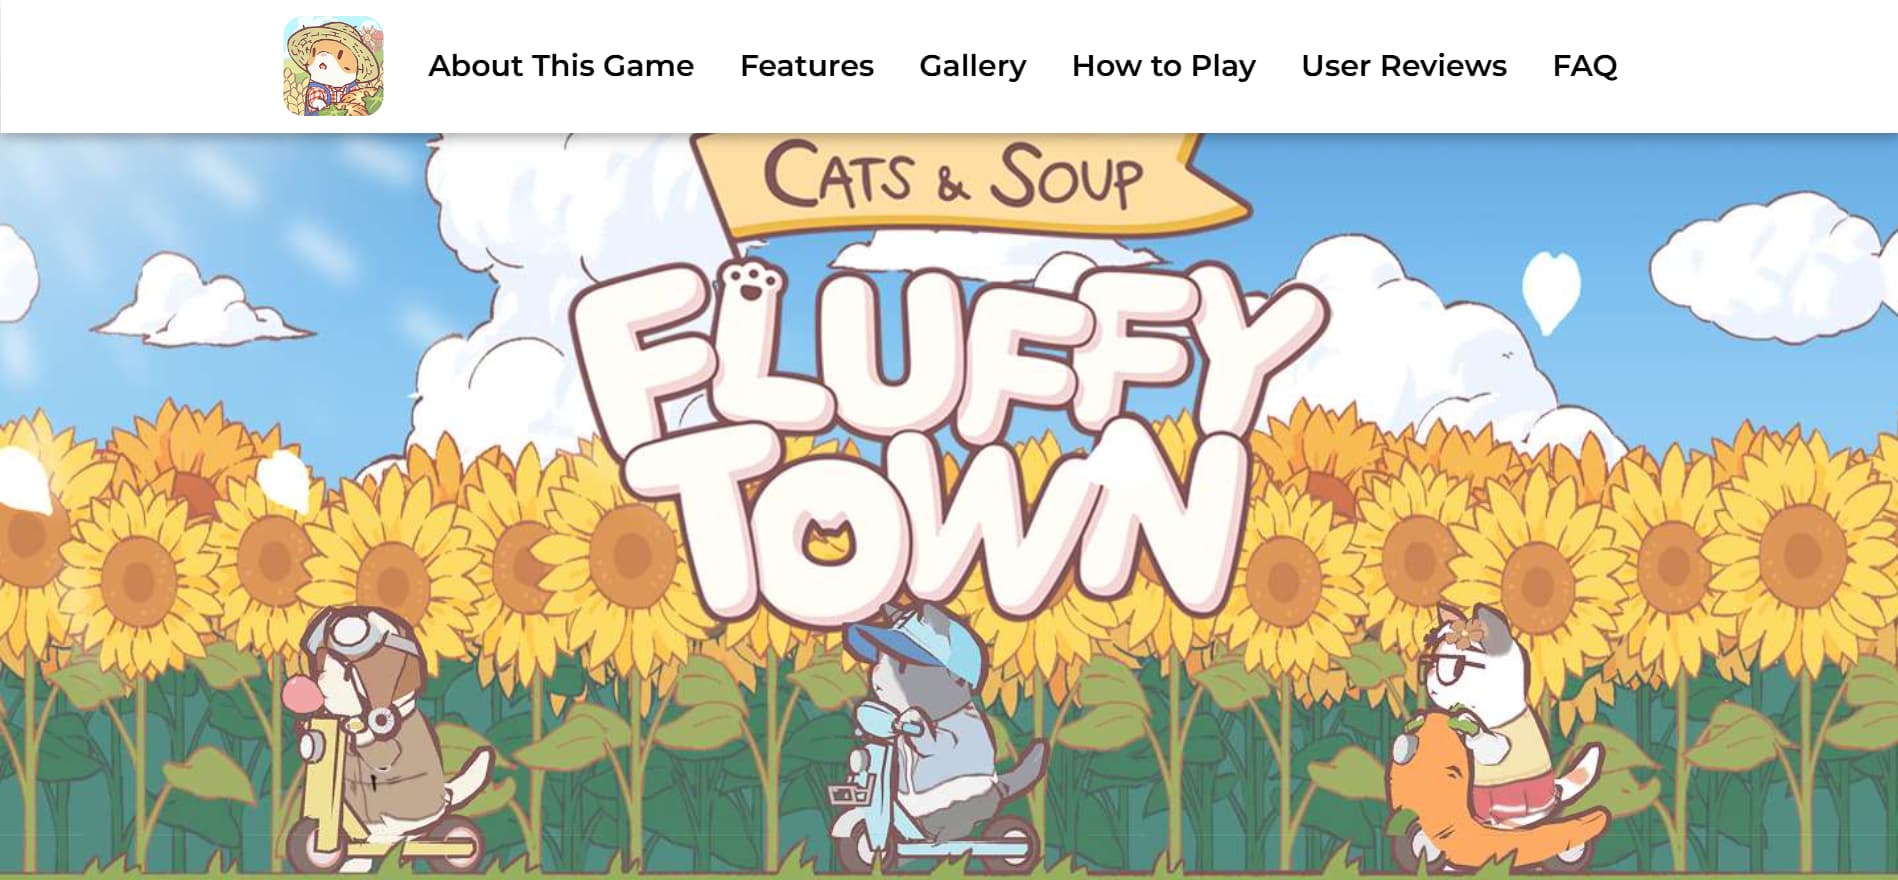 About This Game Features Gallery How to Play User Reviews FAQ
CATS & SOUP
FLUFFY
TOWN